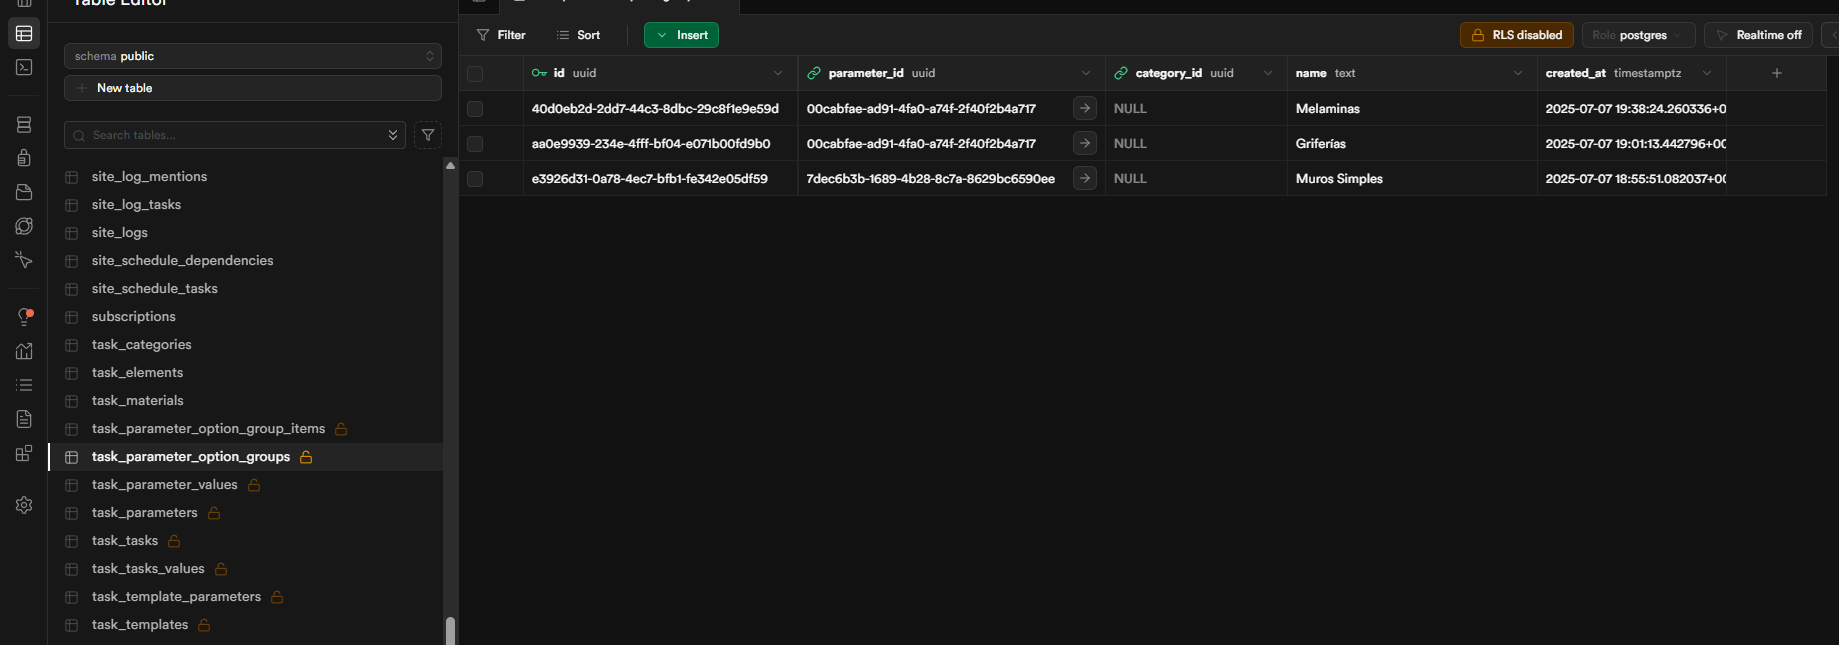 Table Editor
schema public
New table
Search tables...
site_log_mentions
site_log_tasks
site_logs
site_schedule_dependencies
site_schedule_tasks
subscriptions
task_categories
task_elements
task_materials
task_parameter_option_group_items
task_parameter_option_groups
task_parameter_values
task_parameters
task_tasks
task_tasks_values
task_template_parameters
task_templates
Filter Sort Insert RLS disabled Role postgres Realtime off
id uuid parameter_id uuid category_id uuid name text created_at timestamptz
40d0eb2d-2dd7-44c3-8dbc-29c8f1e9e59d 00cabfae-ad91-4fa0-a74f-2f40f2b4a717 NULL Melaminas 2025-07-07 19:38:24.260336+0
aa0e9939-234e-4fff-bf04-e071b00fd9b0 00cabfae-ad91-4fa0-a74f-2f40f2b4a717 NULL Griferías 2025-07-07 19:01:13.442796+00
e3926d31-0a78-4ec7-bfb1-fe342e05df59 7dec6b3b-1689-4b28-8c7a-8629bc6590ee NULL Muros Simples 2025-07-07 18:55:51.082037+00